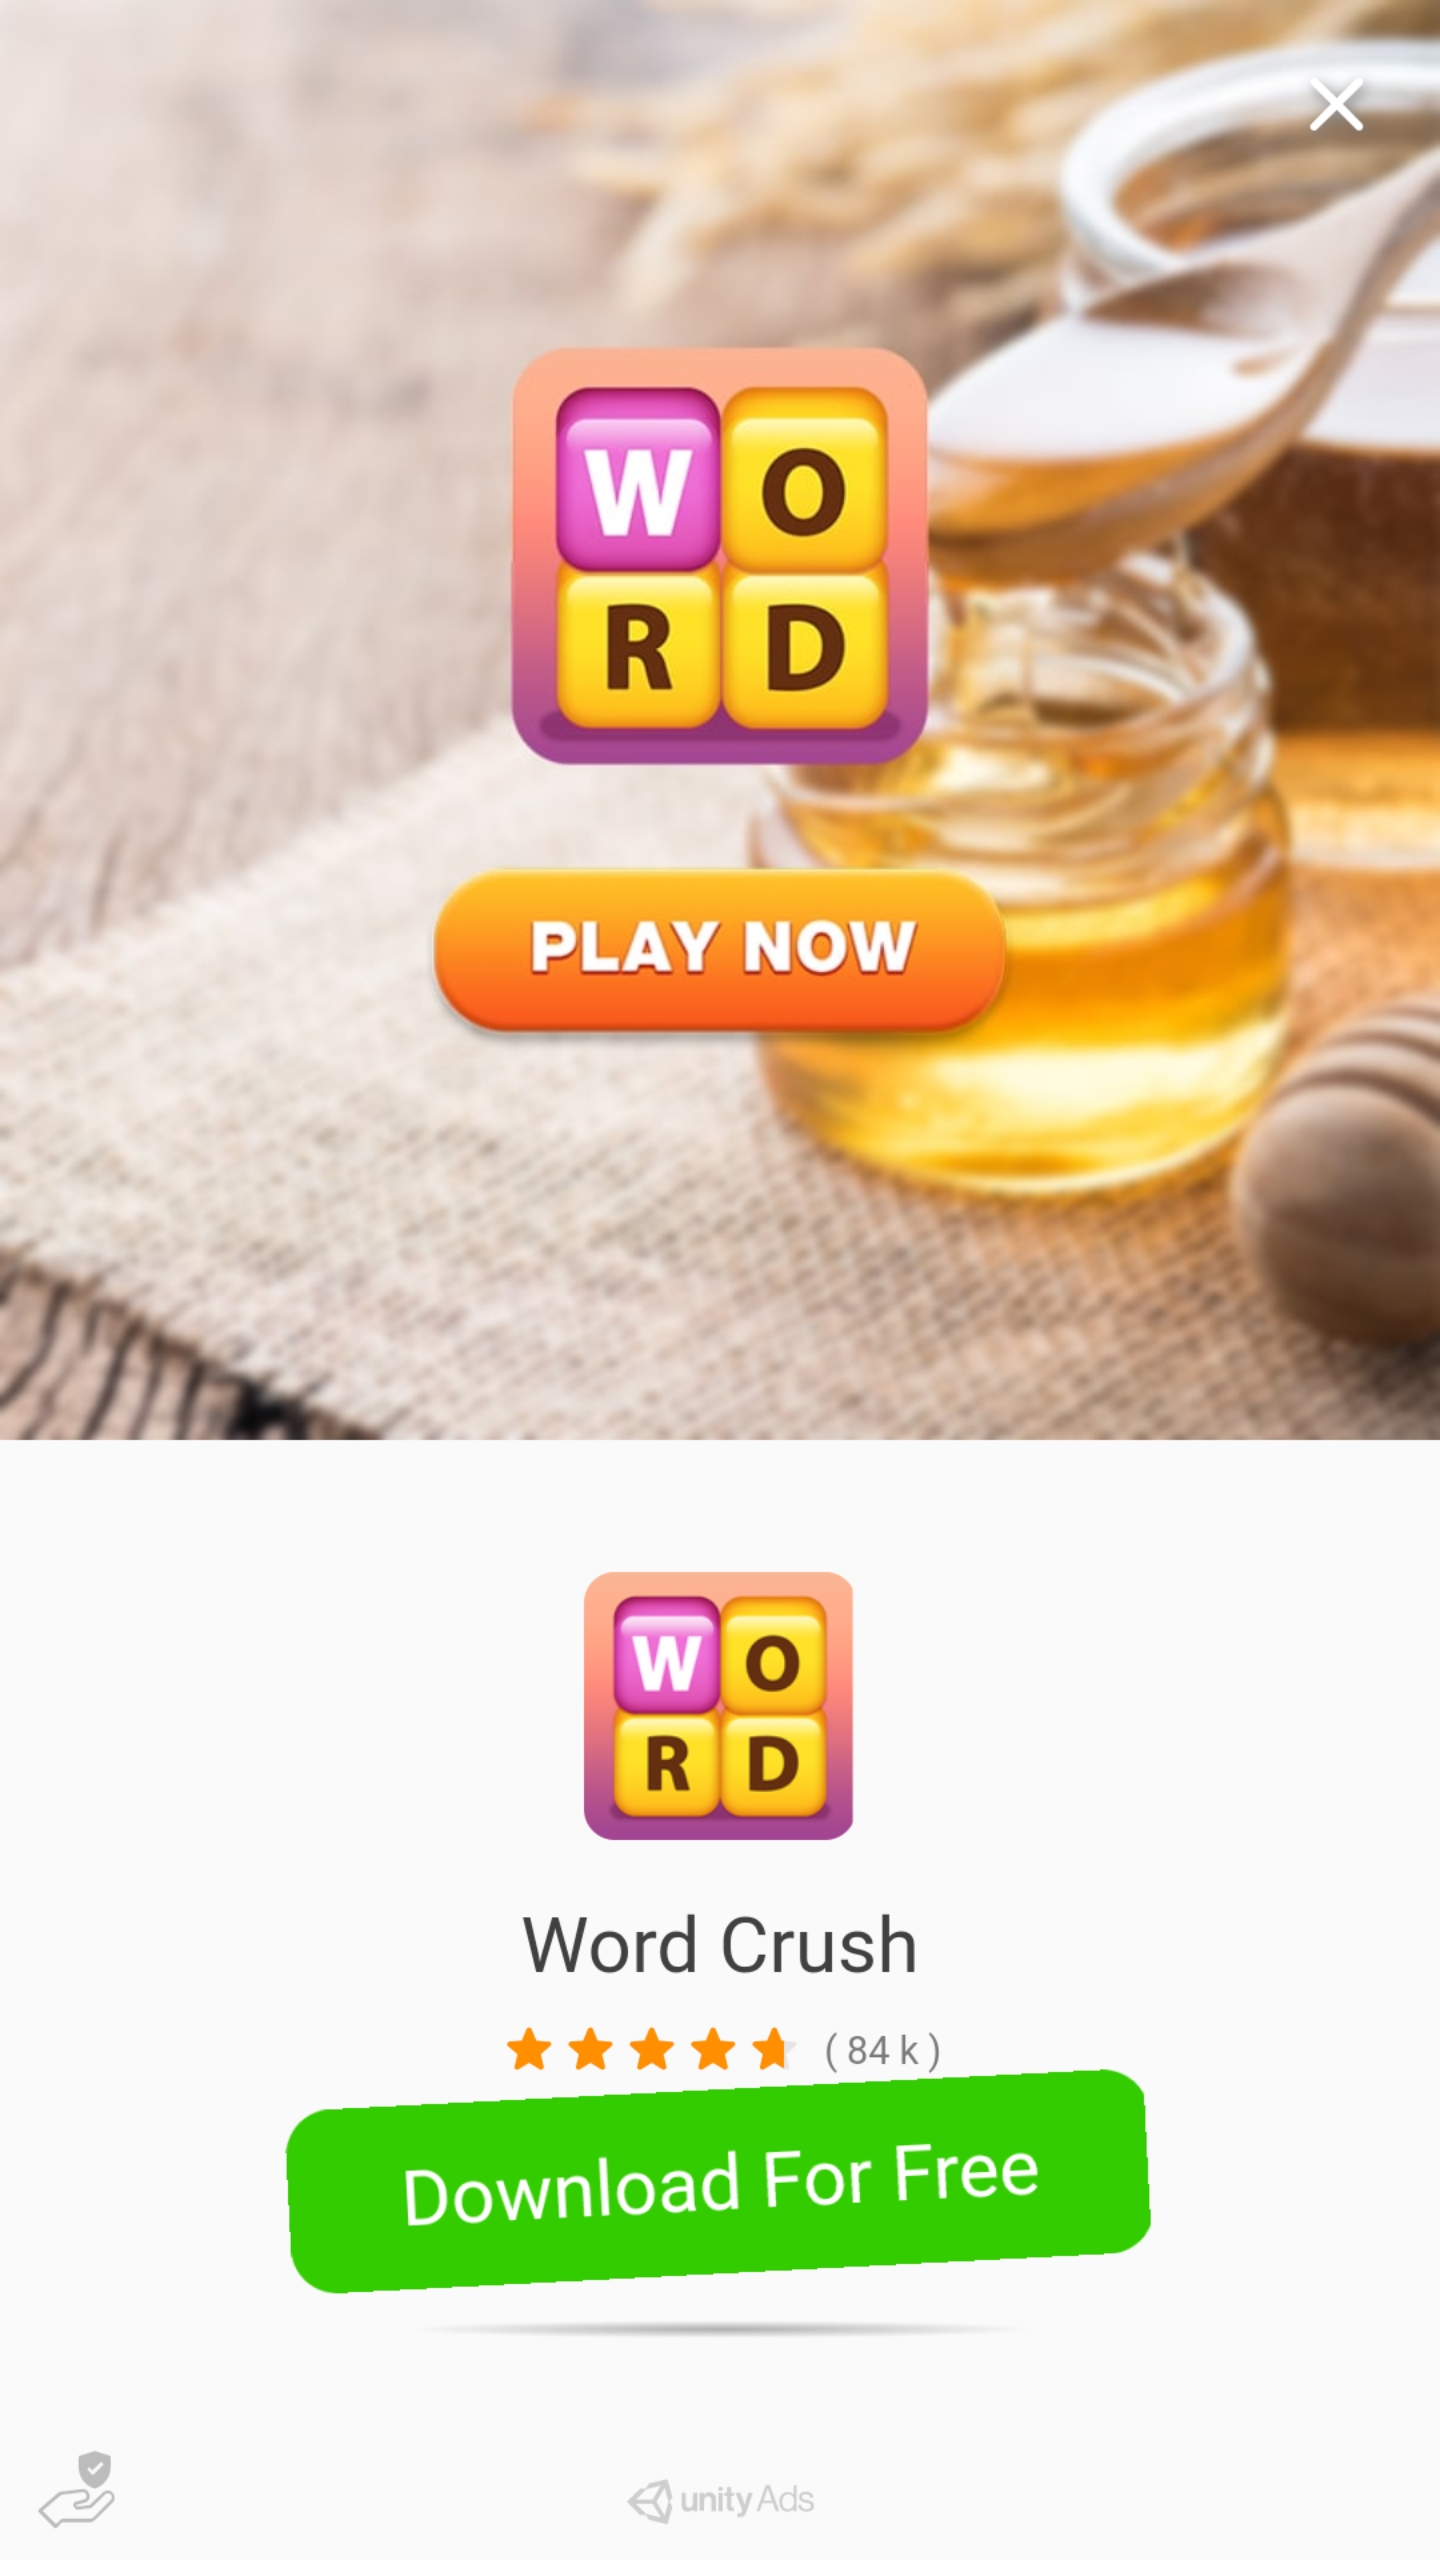 W O
R D
PLAY NOW
W O
R D
Word Crush
( 84 k )
Download For Free
unity Ads